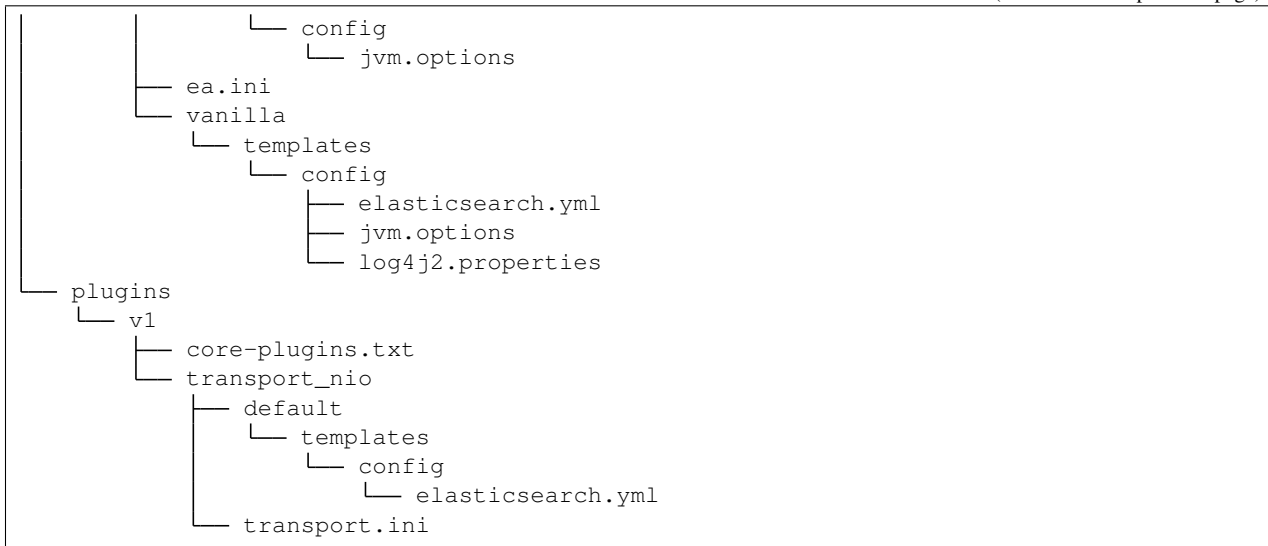 │       │       └── config
│       │           └── jvm.options
│       ├── ea.ini
│       └── vanilla
│           └── templates
│               └── config
│                   ├── elasticsearch.yml
│                   ├── jvm.options
│                   └── log4j2.properties
└── plugins
    └── v1
        ├── core-plugins.txt
        └── transport_nio
            ├── default
            │   └── templates
            │       └── config
            │           └── elasticsearch.yml
            └── transport.ini